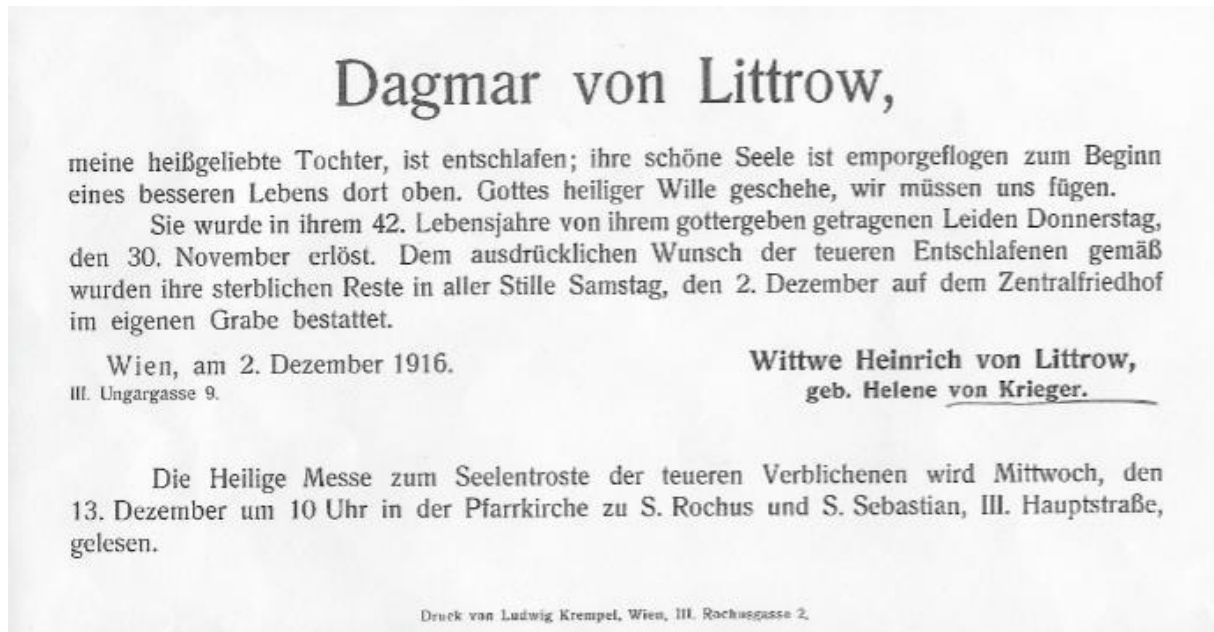 Dagmar von Littrow,
meine heißgeliebte Tochter, ist entschlafen; ihre schöne Seele ist emporgeflogen zum Beginn
eines besseren Lebens dort oben. Gottes heiliger Wille geschehe, wir müssen uns fügen.
Sie wurde in ihrem 42. Lebensjahre von ihrem gottergeben getragenen Leiden Donnerstag,
den 30. November erlöst. Dem ausdrücklichen Wunsch der teueren Entschlafenen gemäß
wurden ihre sterblichen Reste in aller Stille Samstag, den 2. Dezember auf dem Zentralfriedhof
im eigenen Grabe bestattet.
Wien, am 2. Dezember 1916.
III. Ungargasse 9.
Wittwe Heinrich von Littrow,
geb. Helene von Krieger.
Die Heilige Messe zum Seelentroste der teueren Verblichenen wird Mittwoch, den
13. Dezember um 10 Uhr in der Pfarrkirche zu S. Rochus und S. Sebastian, III. Hauptstraße,
gelesen.
Druck von Ludwig Krempel, Wien, III. Rochusgasse 2.